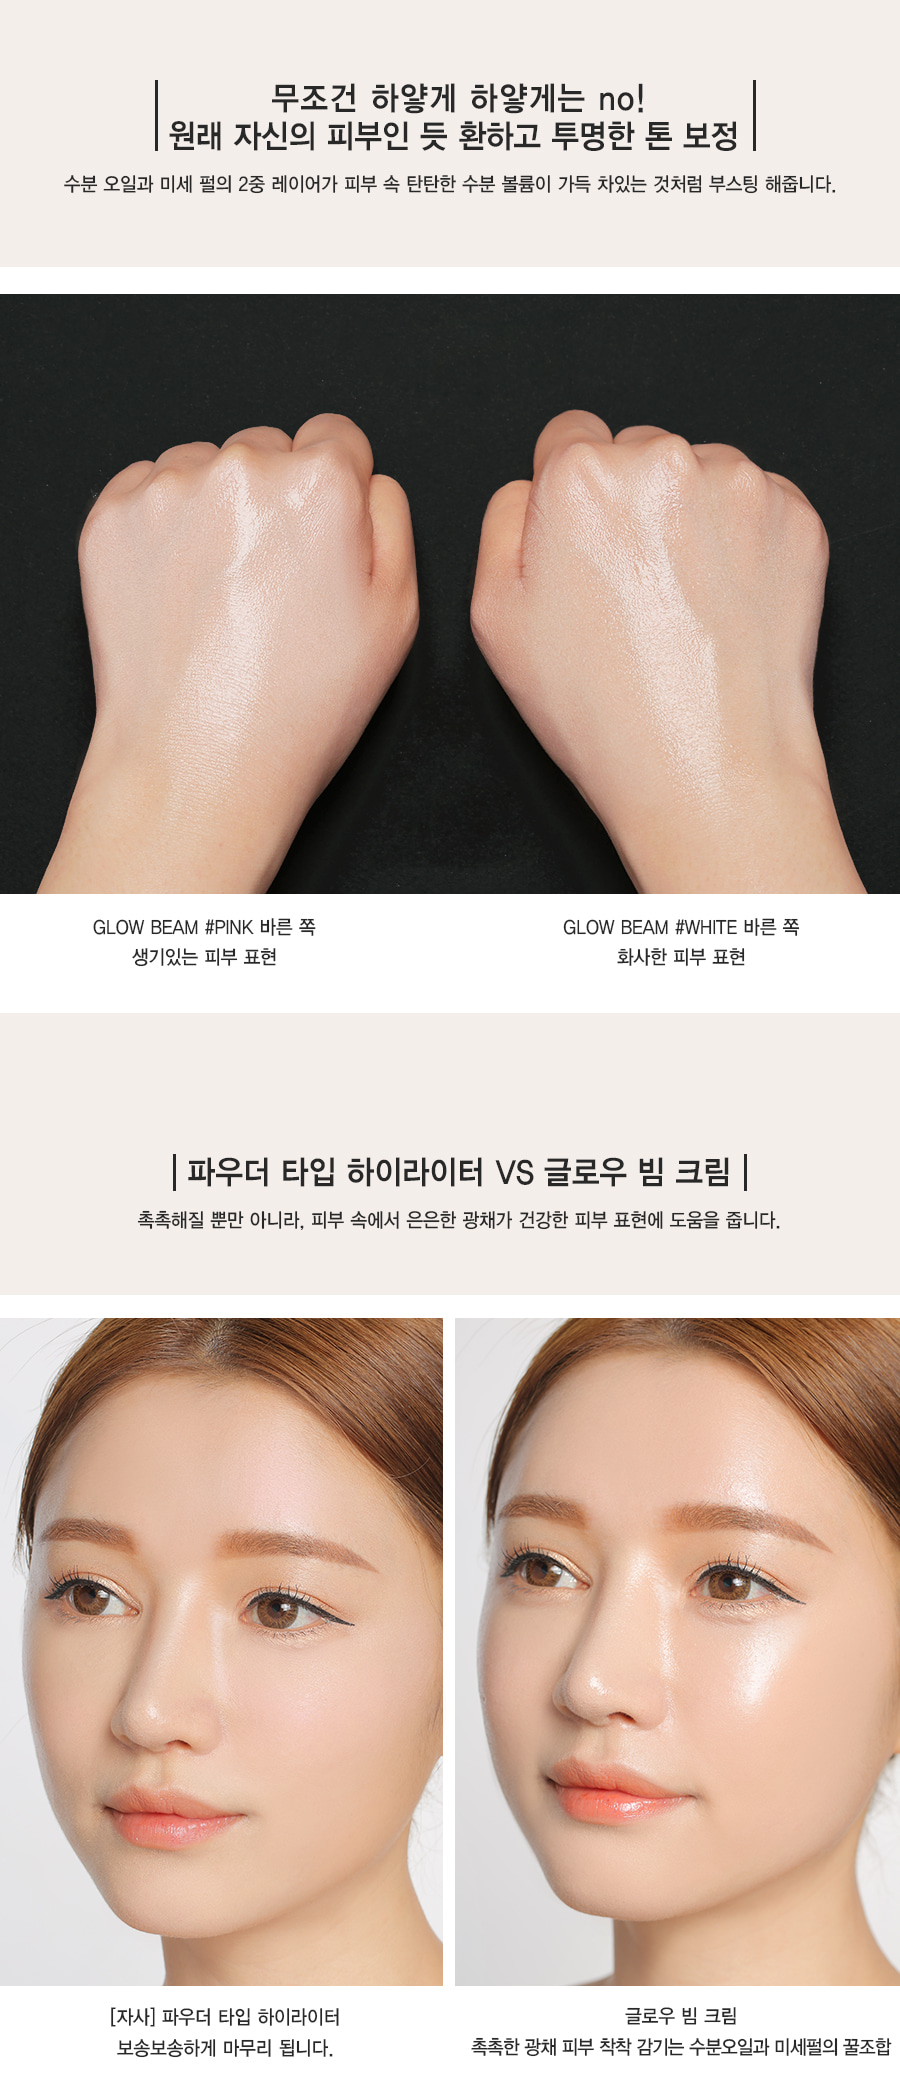 무조건 하얗게 하얗게는 no!
원래 자신의 피부인 듯 환하고 투명한 톤 보정
수분 오일과 미세 펄의 2중 레이어가 피부 속 탄탄한 수분 볼륨이 가득 차있는 것처럼 부스팅 해줍니다.
GLOW BEAM #PINK 바른 쪽
생기있는 피부 표현
GLOW BEAM #WHITE 바른 쪽
화사한 피부 표현
파우더 타입 하이라이터 VS 글로우 빔 크림
촉촉해질 뿐만 아니라, 피부 속에서 은은한 광채가 건강한 피부 표현에 도움을 줍니다.
[자사] 파우더 타입 하이라이터
보송보송하게 마무리 됩니다.
글로우 빔 크림
촉촉한 광채 피부 착착 감기는 수분오일과 미세펄의 꿀조합